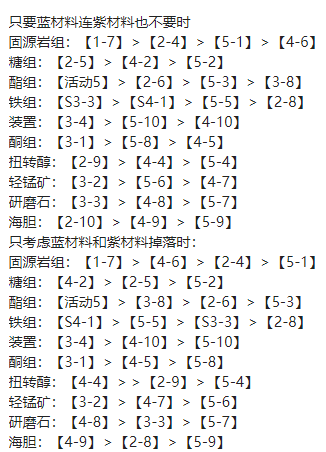 只要蓝材料连紫材料也不要时
固源岩组：【1-7】>【2-4】>【5-1】>【4-6】
糖组：【2-5】>【4-2】>【5-2】
酯组：【活动5】>【2-6】>【5-3】>【3-8】
铁组：【S3-3】>【S4-1】>【5-5】>【2-8】
装置：【3-4】>【5-10】>【4-10】
酮组：【3-1】>【5-8】>【4-5】
扭转醇：【2-9】>【4-4】>【5-4】
轻锰矿：【3-2】>【5-6】>【4-7】
研磨石：【3-3】>【4-8】>【5-7】
海胆：【2-10】>【4-9】>【5-9】
只考虑蓝材料和紫材料掉落时：
固源岩组：【1-7】>【4-6】>【2-4】>【5-1】
糖组：【4-2】>【2-5】>【5-2】
酯组：【活动5】>【3-8】>【2-6】>【5-3】
铁组：【S4-1】>【5-5】>【S3-3】>【2-8】
装置：【3-4】>【4-10】>【5-10】
酮组：【3-1】>【4-5】>【5-8】
扭转醇：【4-4】>>【2-9】>【5-4】
轻锰矿：【3-2】>【4-7】>【5-6】
研磨石：【4-8】>【3-3】>【5-7】
海胆：【4-9】>【2-8】>【5-9】